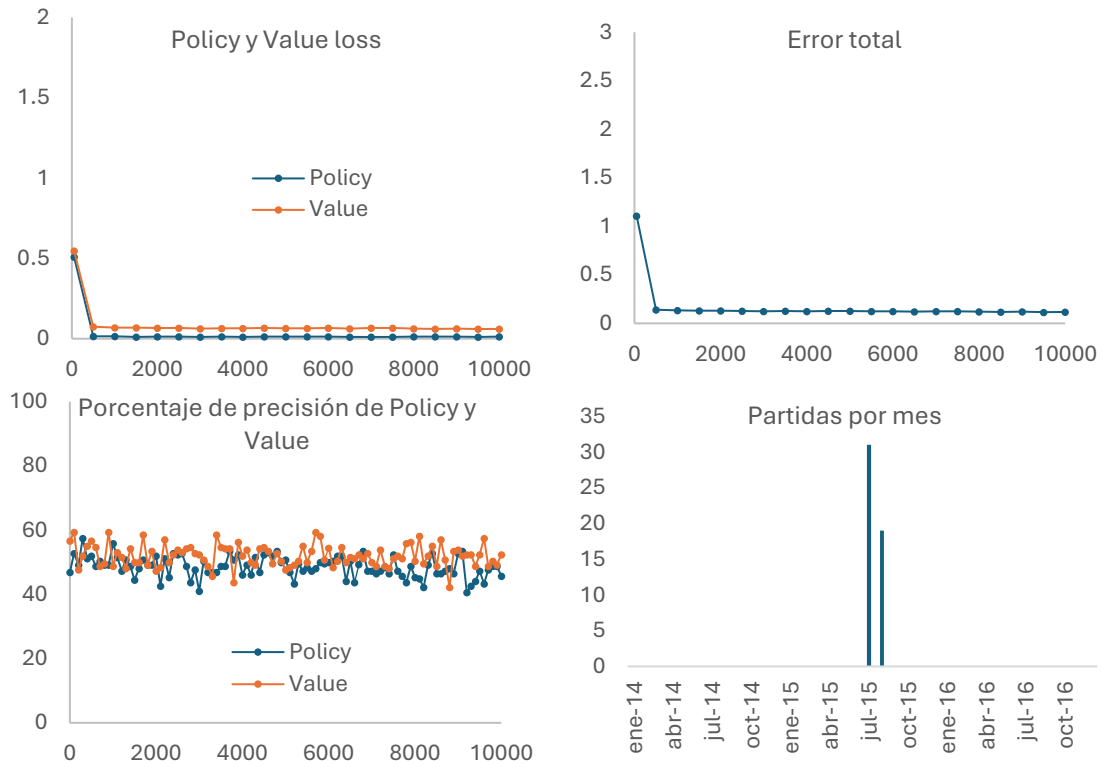 Policy y Value loss
2
1.5
1
0.5
0
Policy
Value
0 2000 4000 6000 8000 10000
Error total
3
2.5
2
1.5
1
0.5
0
0 2000 4000 6000 8000 10000
Porcentaje de precisión de Policy y
Value
100
80
60
40
20
0
Policy
Value
0 2000 4000 6000 8000 10000
Partidas por mes
35
30
25
20
15
10
5
0
ene-14
abr-14
jul-14
oct-14
ene-15
abr-15
jul-15
oct-15
ene-16
abr-16
jul-16
oct-16